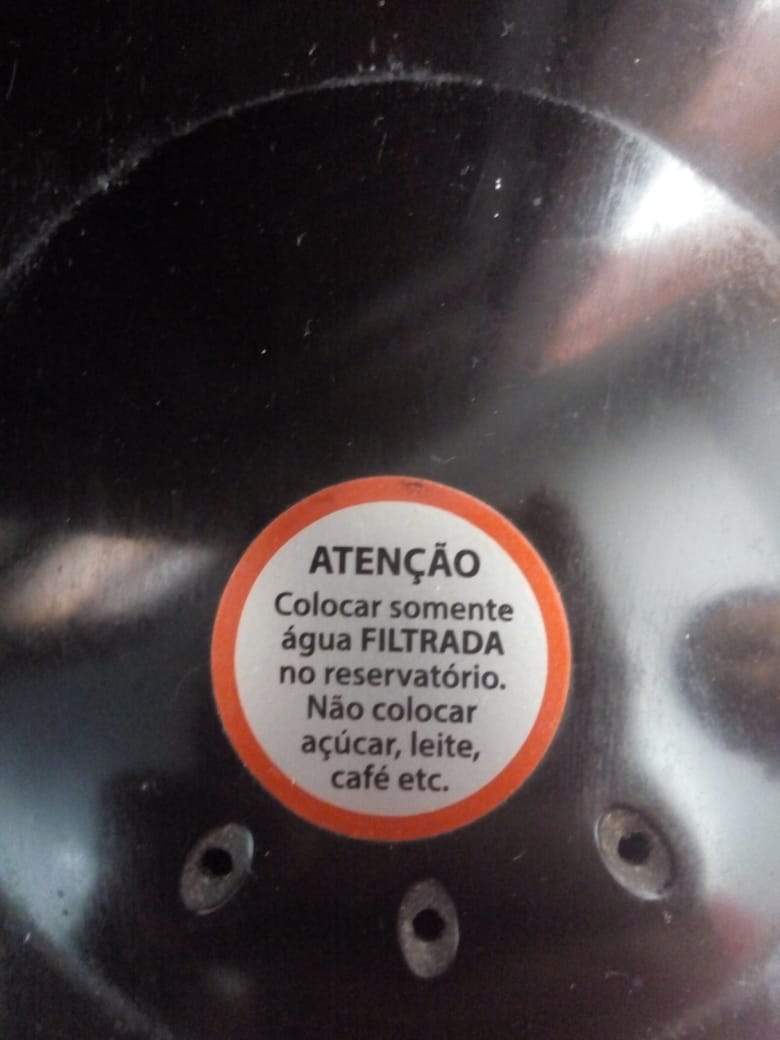 ATENÇÃO
Colocar somente
água FILTRADA
no reservatório.
Não colocar
açúcar, leite,
café etc.